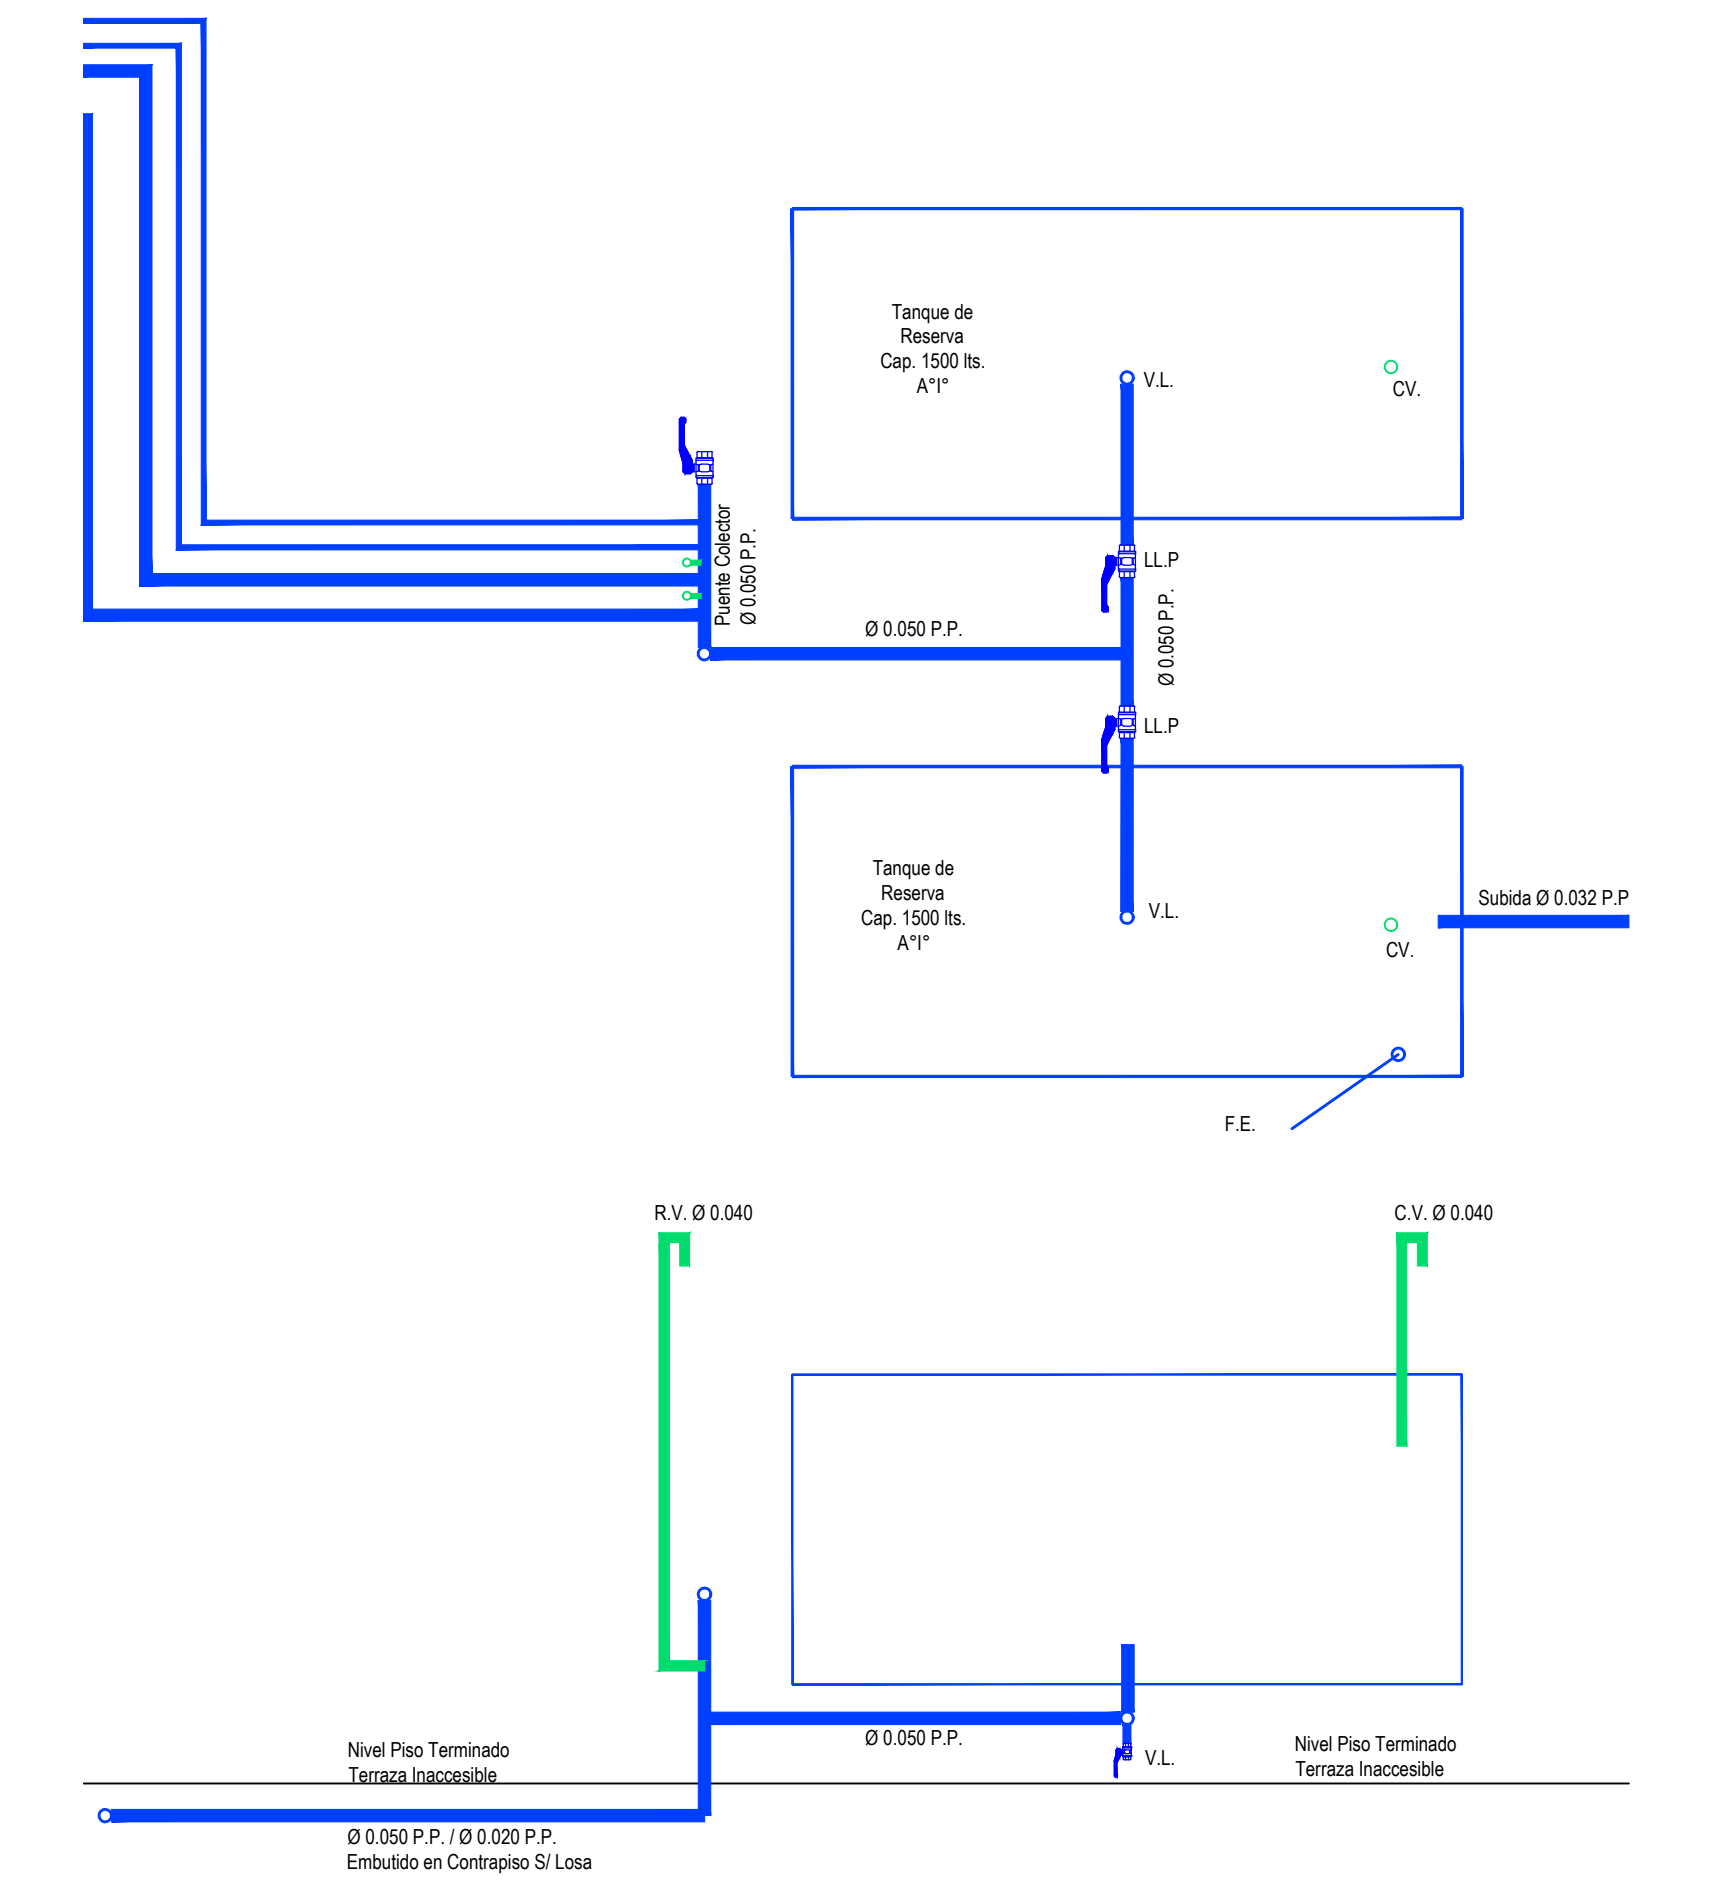 Tanque de
Reserva
Cap. 1500 lts.
A°I°
V.L.
CV.
Puente Colector
Ø 0.050 P.P.
LL.P
Ø 0.050 P.P.
Ø 0.050 P.P.
LL.P
Tanque de
Reserva
Cap. 1500 lts.
A°I°
V.L.
Subida Ø 0.032 P.P
CV.
F.E.
R.V. Ø 0.040
C.V. Ø 0.040
Ø 0.050 P.P.
Nivel Piso Terminado
Terraza Inaccesible
V.L.
Nivel Piso Terminado
Terraza Inaccesible
Ø 0.050 P.P. / Ø 0.020 P.P.
Embutido en Contrapiso S/ Losa